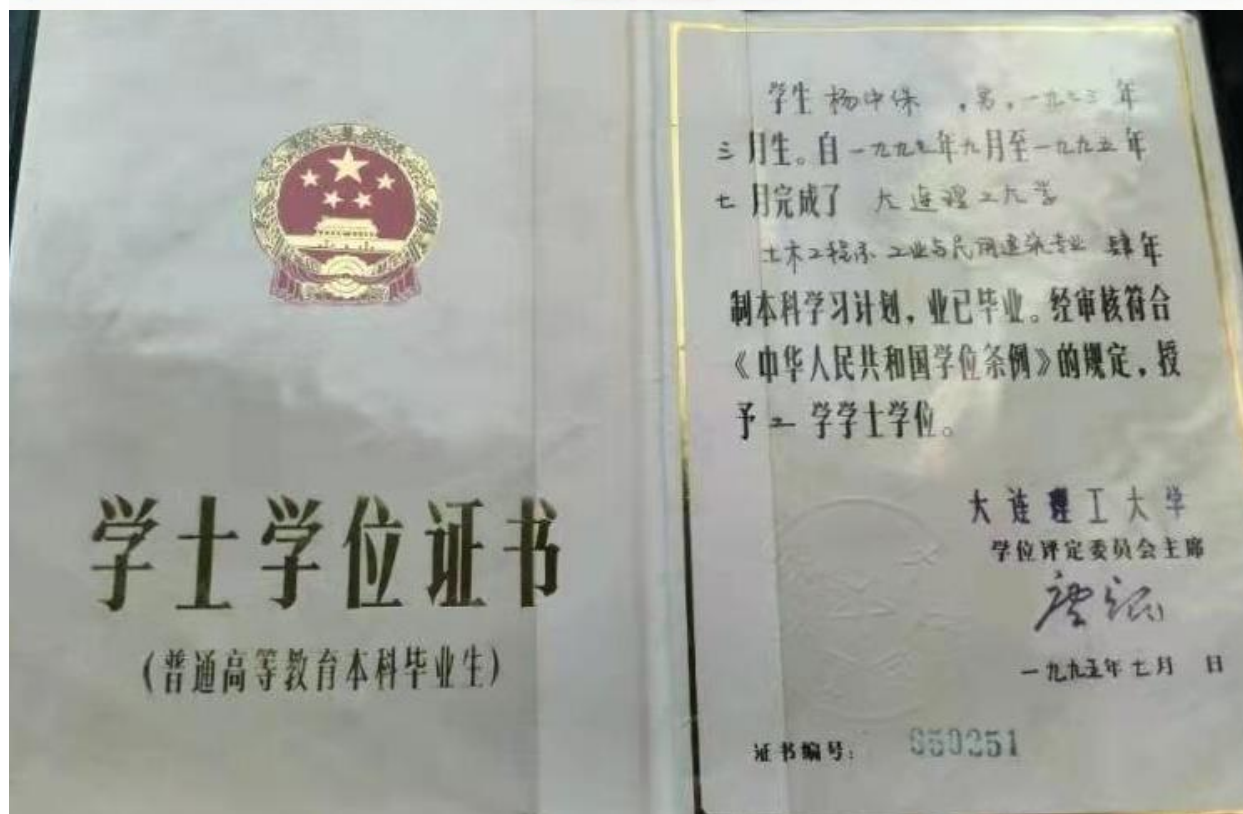 学士学位证书
(普通高等教育本科毕业生)
学生 杨中保 ,男,一九七三年
三月生。自一九九一年九月至一九九五年
七月完成了 大连理工大学
土木工程系 工业与民用建筑专业 肆年
制本科学习计划,业已毕业。经审核符合
《中华人民共和国学位条例》的规定,授
予 工 学学士学位。
大连理工大学
学位评定委员会主席
一九九五年七月 日
证书编号: 950251